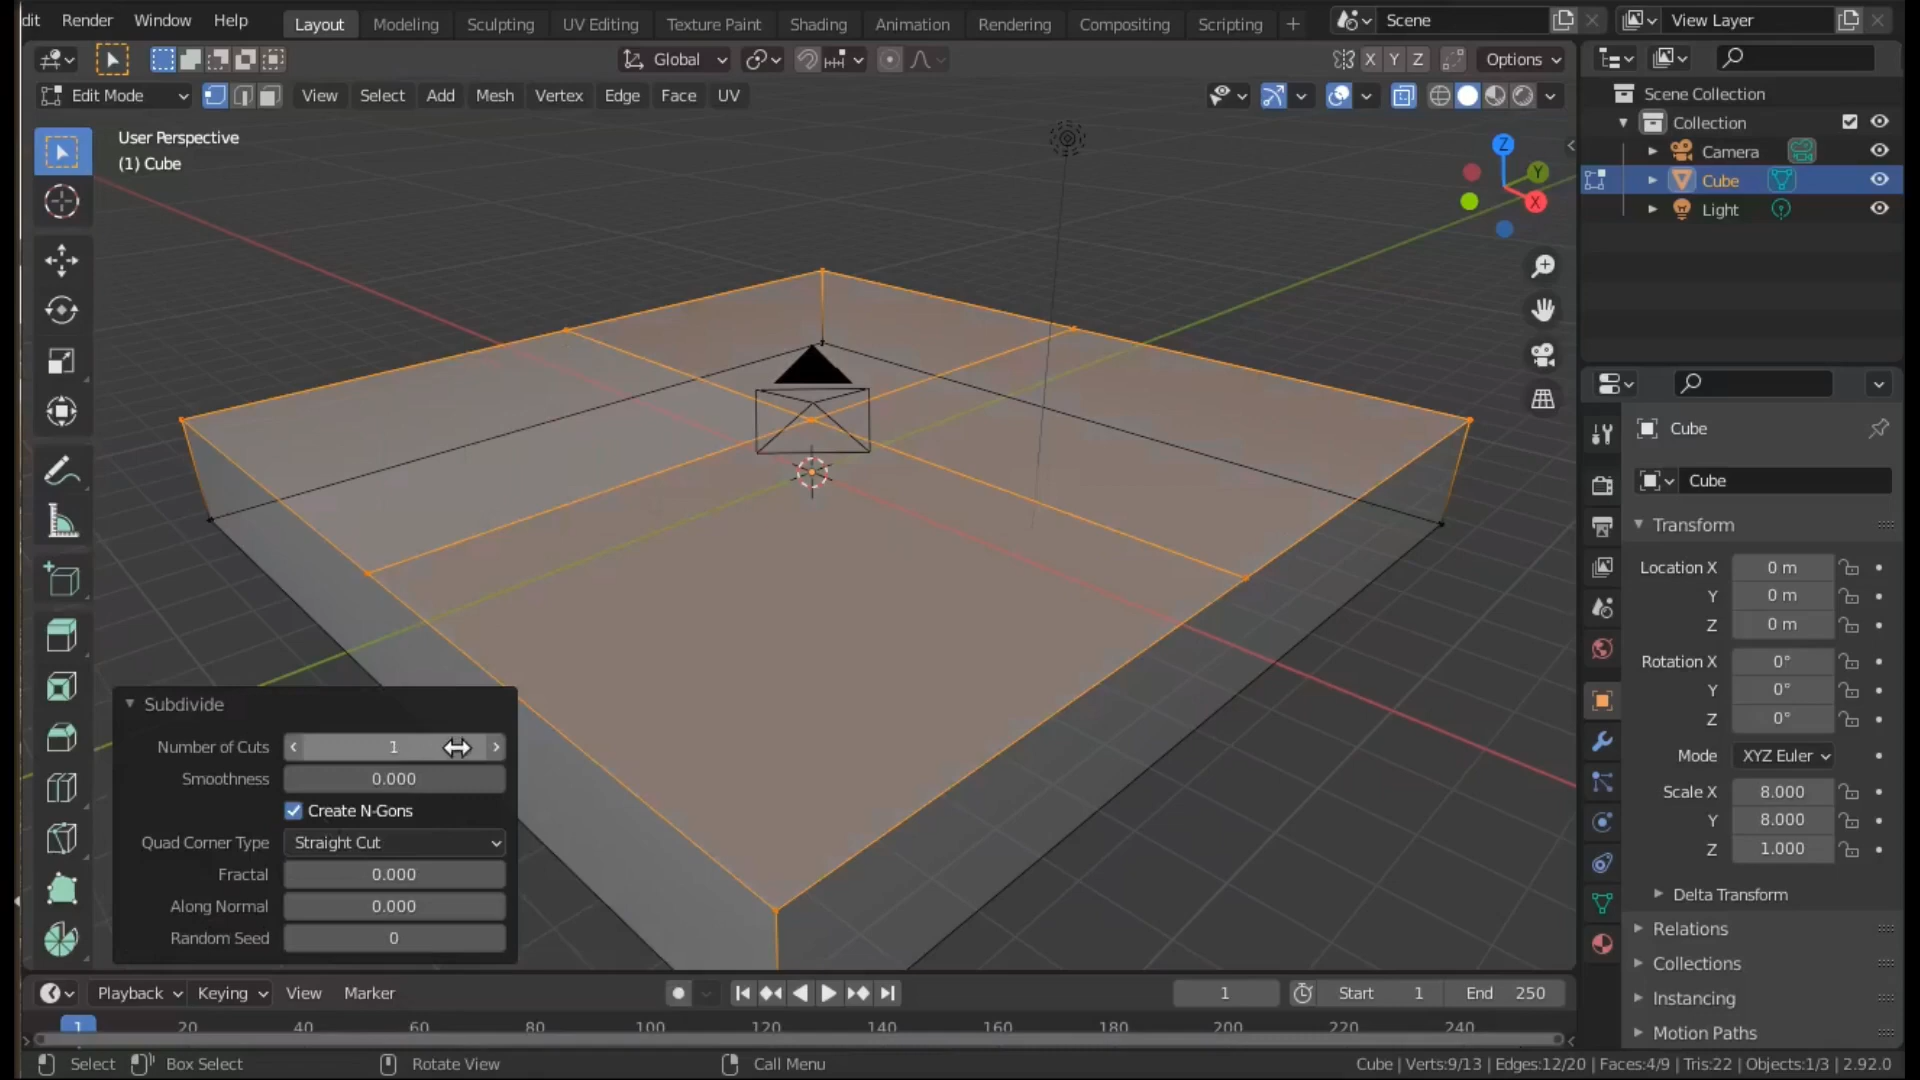 dit Render Window Help Layout Modeling Sculpting UV Editing Texture Paint Shading Animation Rendering Compositing Scripting + Scene View Layer
Global X Y Z Options
Edit Mode View Select Add Mesh Vertex Edge Face UV
User Perspective
(1) Cube
Z
Y
X
Scene Collection
Collection
Camera
Cube
Light
Cube
Cube
Transform
Location X 0 m
Y 0 m
Z 0 m
Rotation X 0°
Y 0°
Z 0°
Mode XYZ Euler
Scale X 8.000
Y 8.000
Z 1.000
Delta Transform
Relations
Collections
Instancing
Motion Paths
Subdivide
Number of Cuts 1
Smoothness 0.000
Create N-Gons
Quad Corner Type Straight Cut
Fractal 0.000
Along Normal 0.000
Random Seed 0
Playback Keying View Marker 1 Start 1 End 250
1 20 40 60 80 100 120 140 160 180 200 220 240
Select Box Select Rotate View Call Menu Cube | Verts:9/13 | Edges:12/20 | Faces:4/9 | Tris:22 | Objects:1/3 | 2.92.0